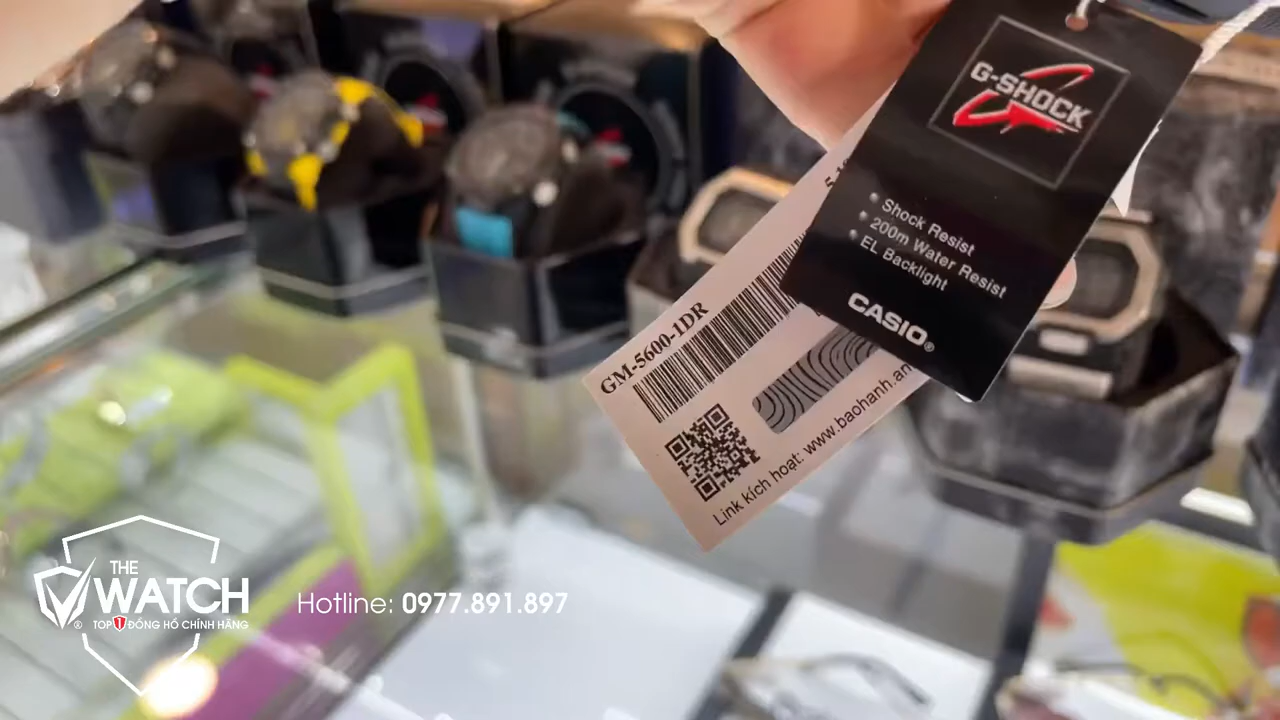 G-SHOCK
• Shock Resist
• 200m Water Resist
• EL Backlight
CASIO®
GM-5600-1DR
Link kích hoạt: www.baohanh.an
THE
WATCH
®
TOP 1 ĐỒNG HỒ CHÍNH HÃNG
Hotline: 0977.891.897